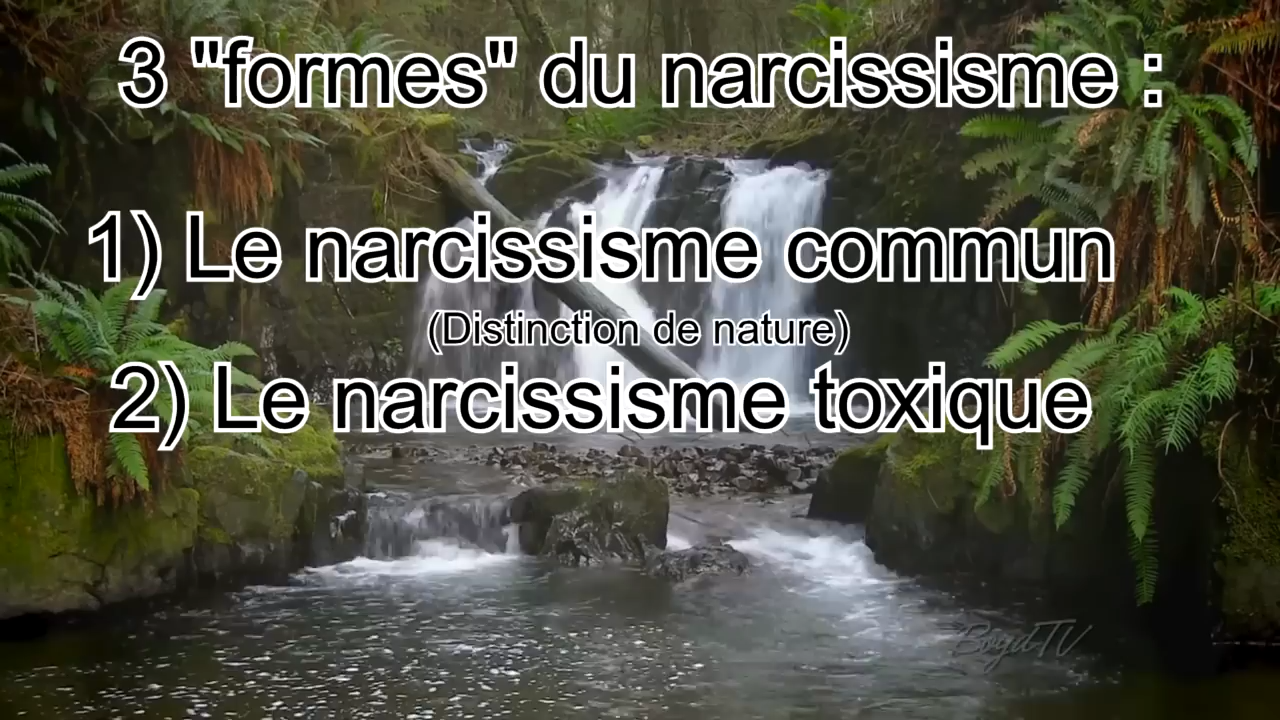 3 "formes" du narcissisme :
1) Le narcissisme commun
(Distinction de nature)
2) Le narcissisme toxique
BoydTV